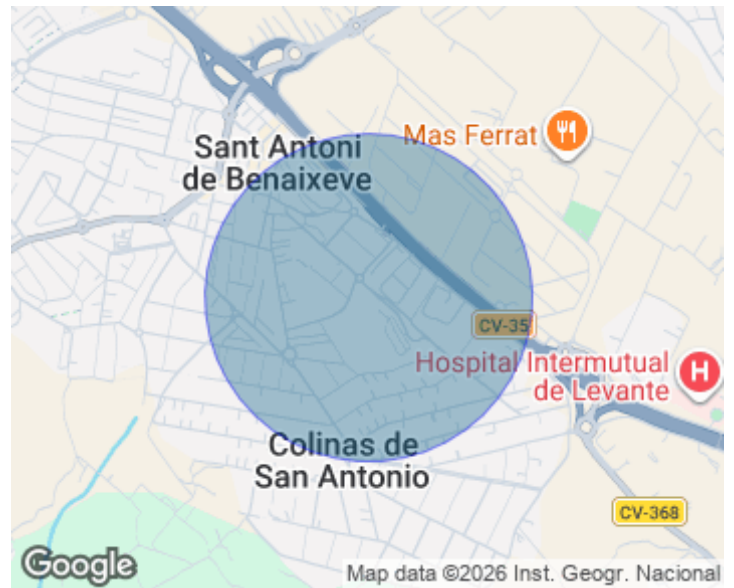 Sant Antoni
de Benaixeve
Mas Ferrat
CV-35
Hospital Intermutual
de Levante
H
Colinas de
San Antonio
CV-368
Google
Map data ©2026 Inst. Geogr. Nacional